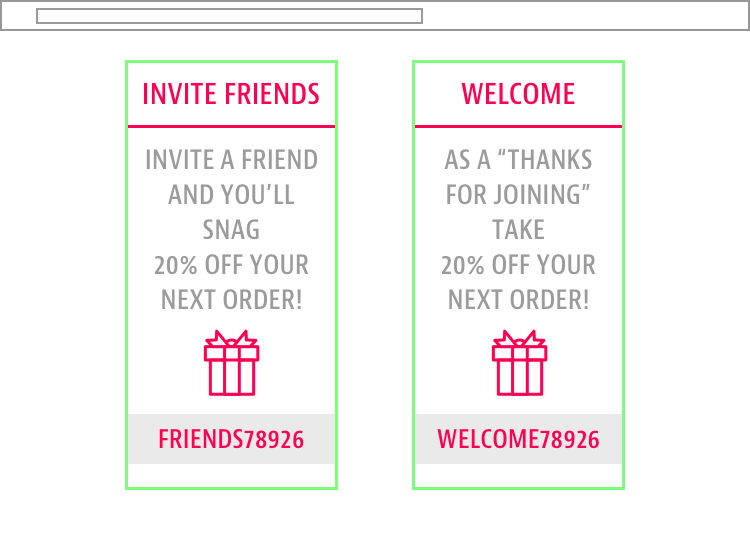 INVITE FRIENDS
INVITE A FRIEND
AND YOU’LL
SNAG
20% OFF YOUR
NEXT ORDER!
FRIENDS78926
WELCOME
AS A “THANKS
FOR JOINING”
TAKE
20% OFF YOUR
NEXT ORDER!
WELCOME78926